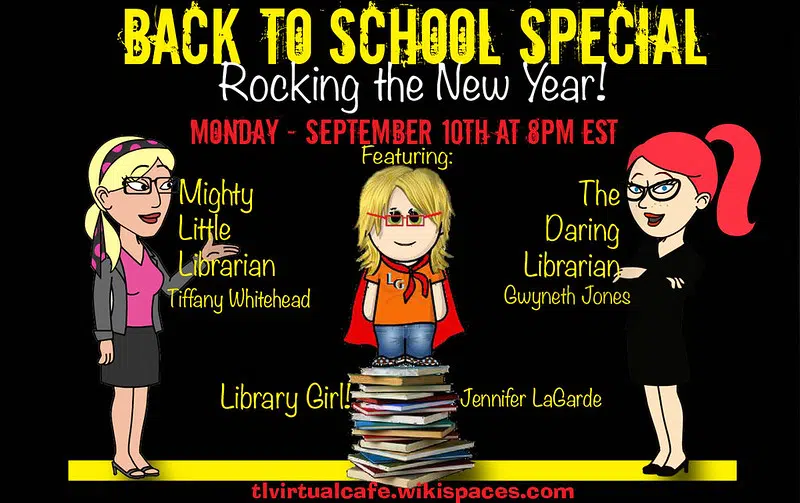 BACK TO SCHOOL SPECIAL
Rocking the New Year!
MONDAY - SEPTEMBER 10TH AT 8PM EST
Featuring:
Mighty
Little
Librarian
Tiffany Whitehead
The
Daring
Librarian
Gwyneth Jones
LG
Library Girl!
Jennifer LaGarde
tlvirtualcafe.wikispaces.com